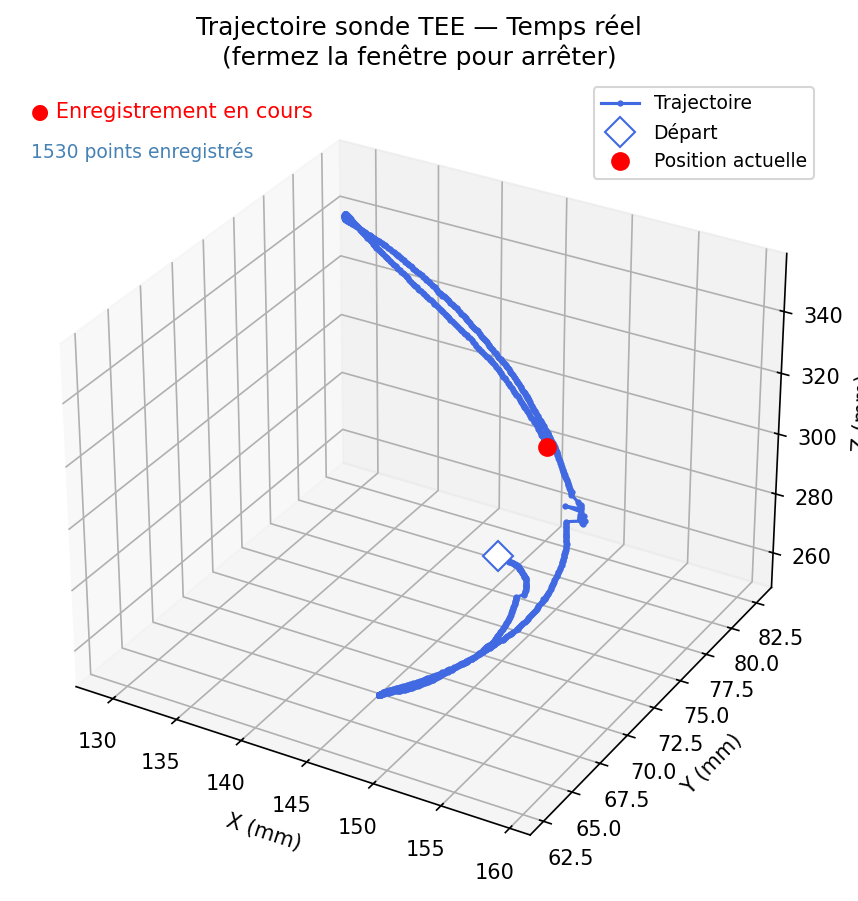 Trajectoire sonde TEE — Temps réel
(fermez la fenêtre pour arrêter)
● Enregistrement en cours
1530 points enregistrés
Trajectoire
Départ
Position actuelle
340
320
300
280
260
82.5
80.0
77.5
75.0
72.5
70.0
67.5
65.0
62.5
Y (mm)
130
135
140
145
150
155
160
X (mm)